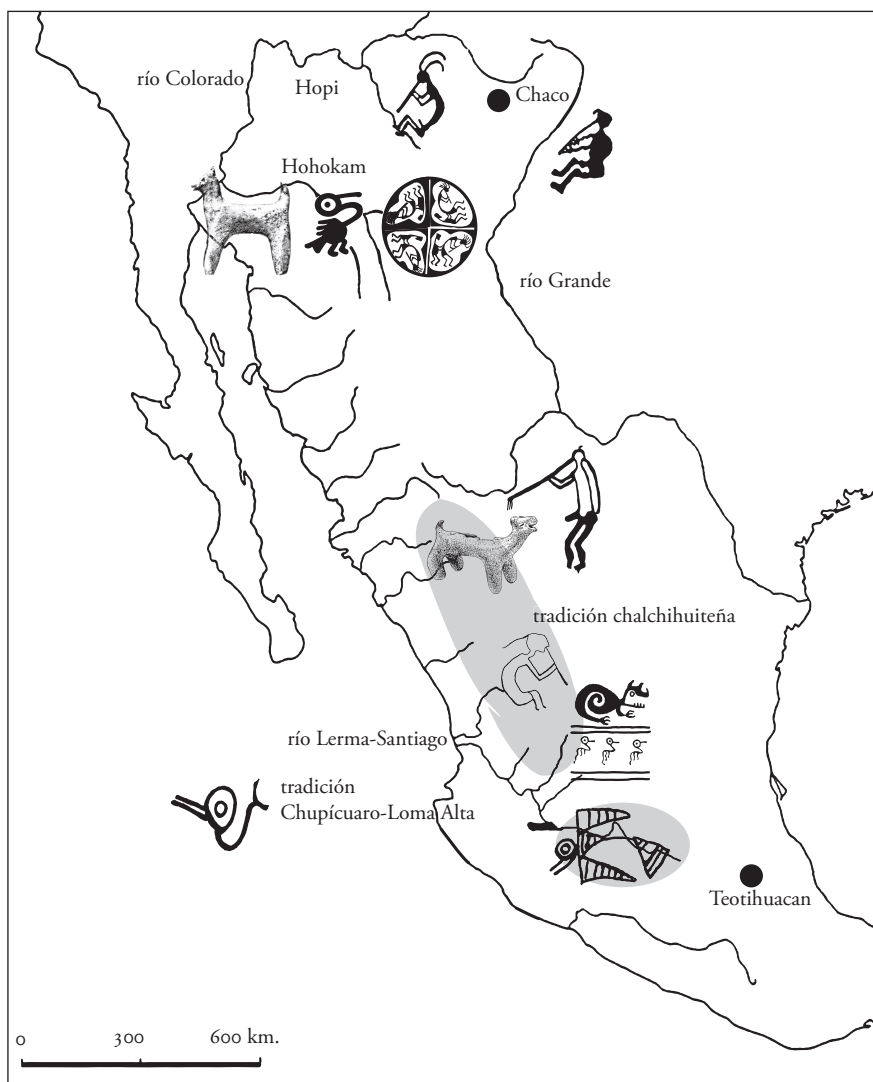 río Colorado
Hopi
Chaco
Hohokam
río Grande
tradición chalchihuiteña
río Lerma-Santiago
tradición
Chupícuaro-Loma Alta
Teotihuacan
0 300 600 km.